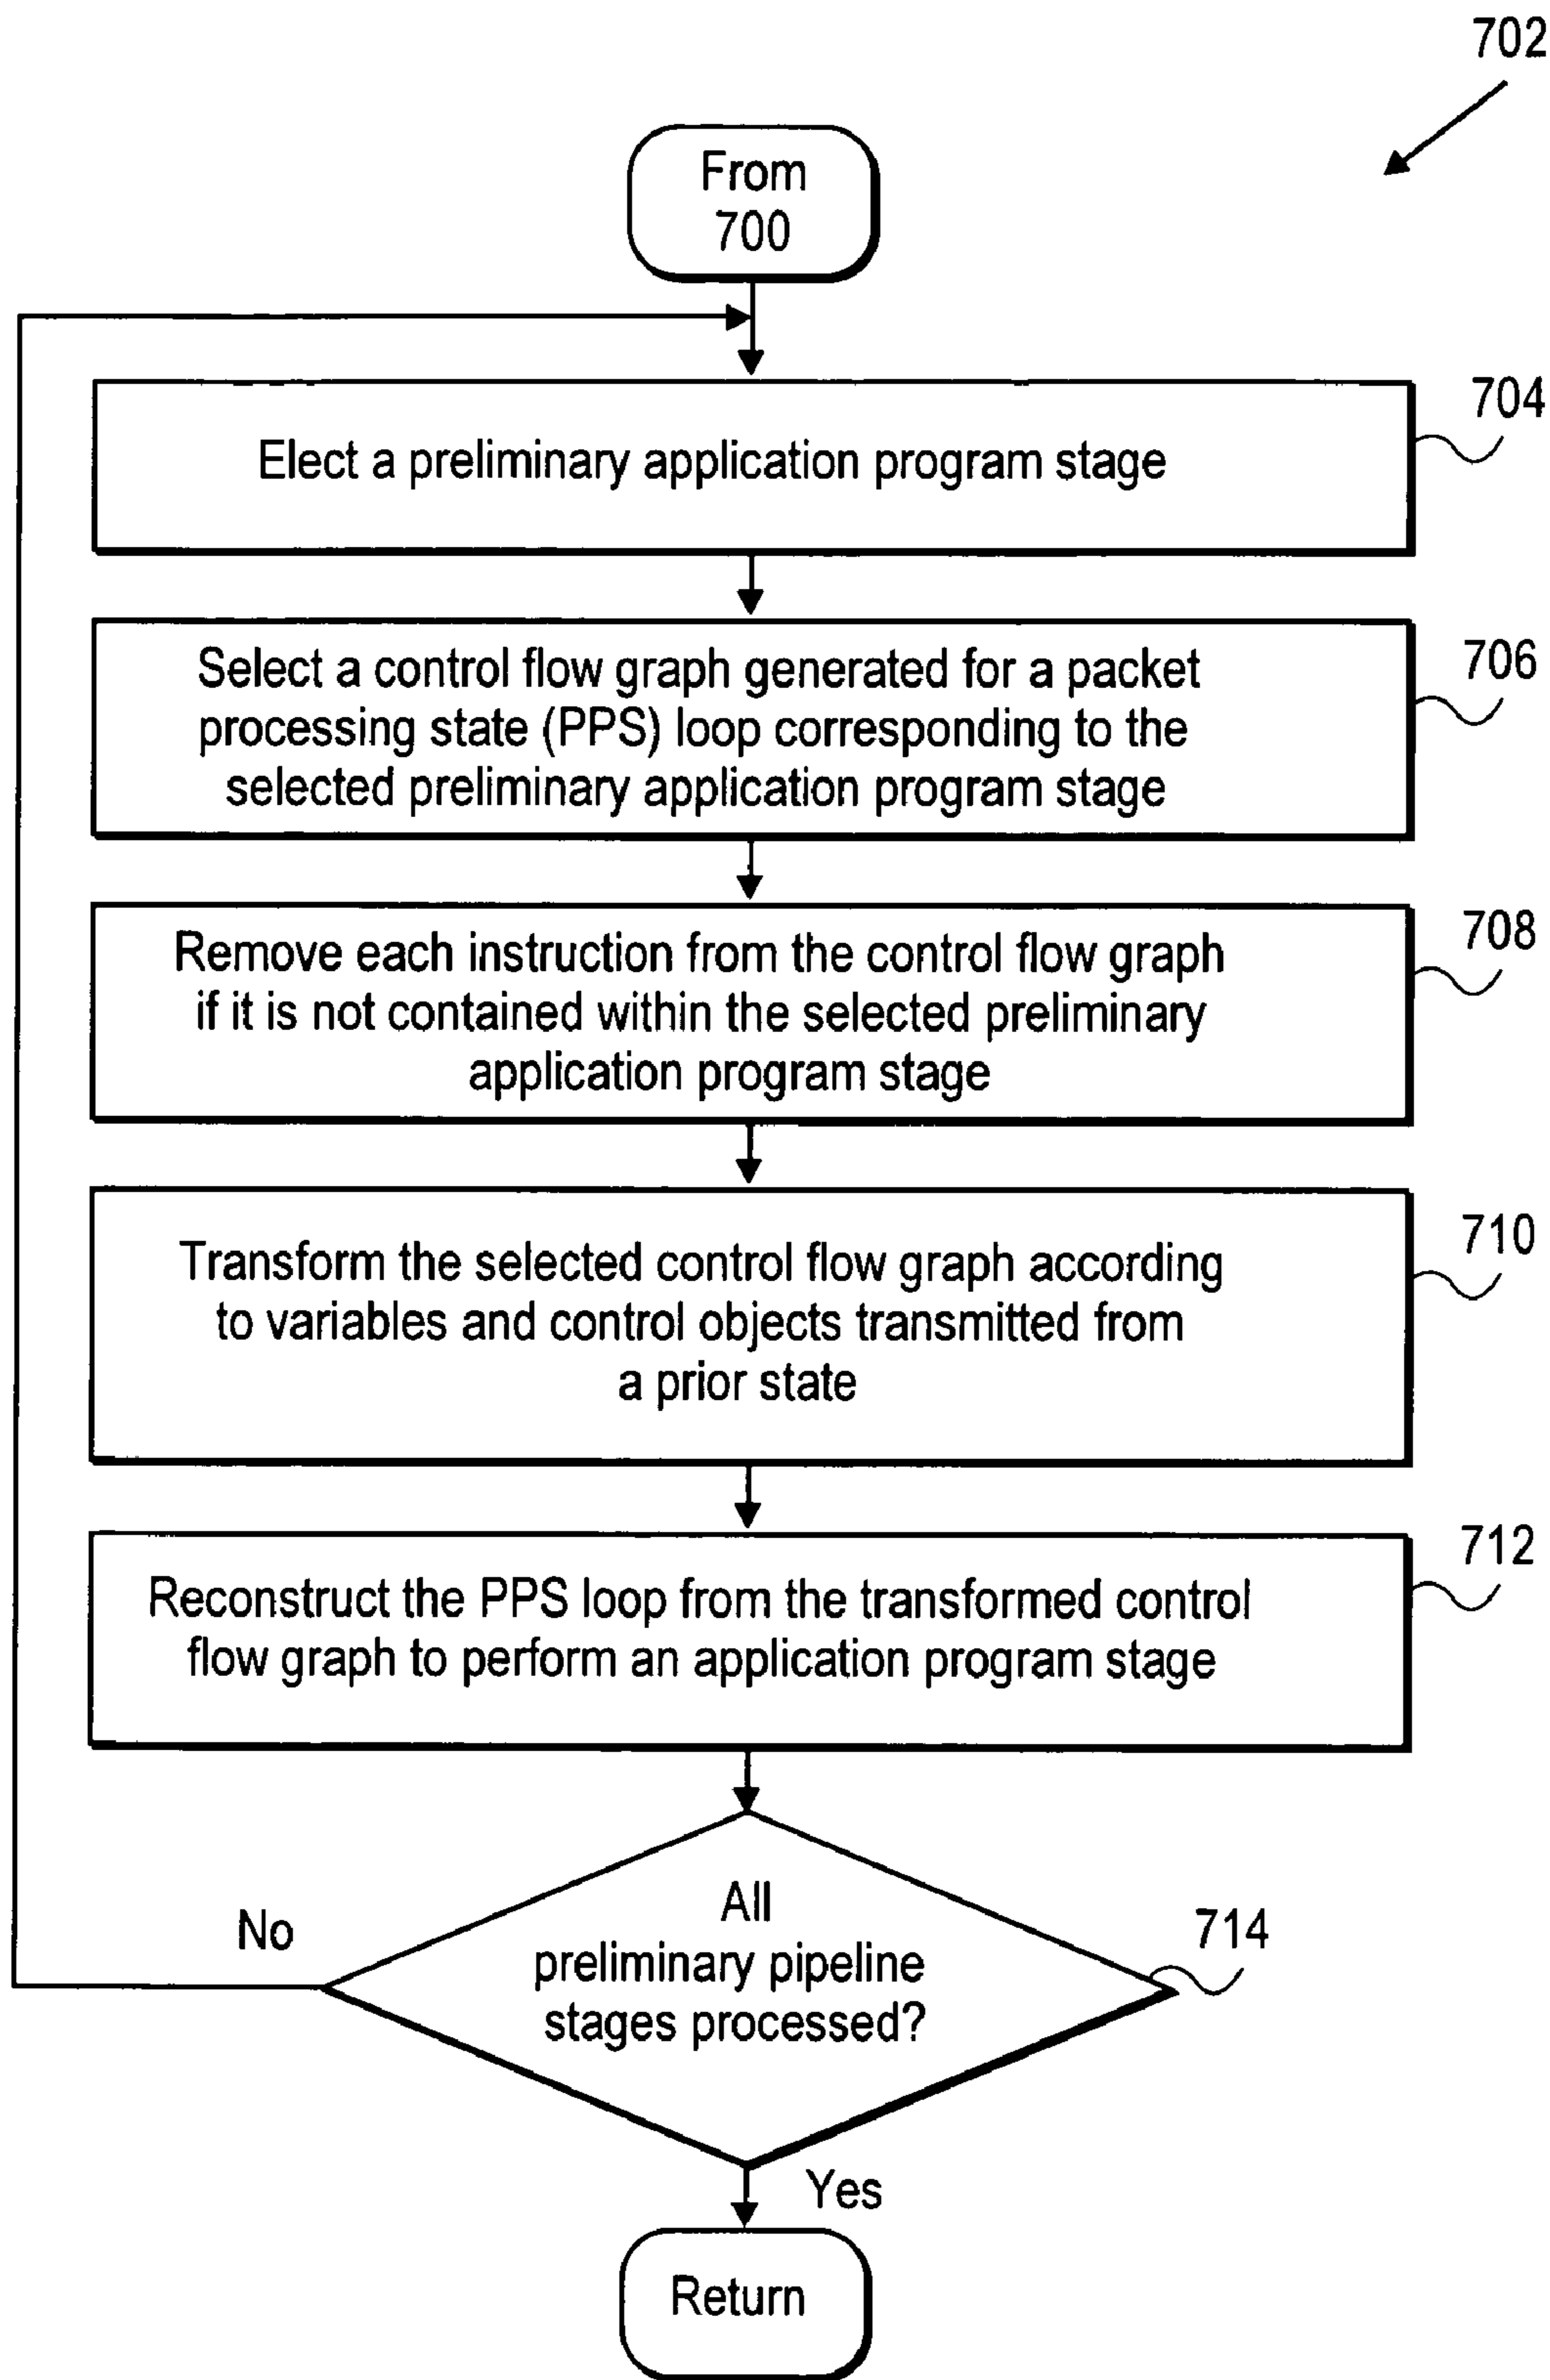 702
From
700
704
Elect a preliminary application program stage
706
Select a control flow graph generated for a packet
processing state (PPS) loop corresponding to the
selected preliminary application program stage
708
Remove each instruction from the control flow graph
if it is not contained within the selected preliminary
application program stage
710
Transform the selected control flow graph according
to variables and control objects transmitted from
a prior state
712
Reconstruct the PPS loop from the transformed control
flow graph to perform an application program stage
All
preliminary pipeline
stages processed?
714
No
Yes
Return